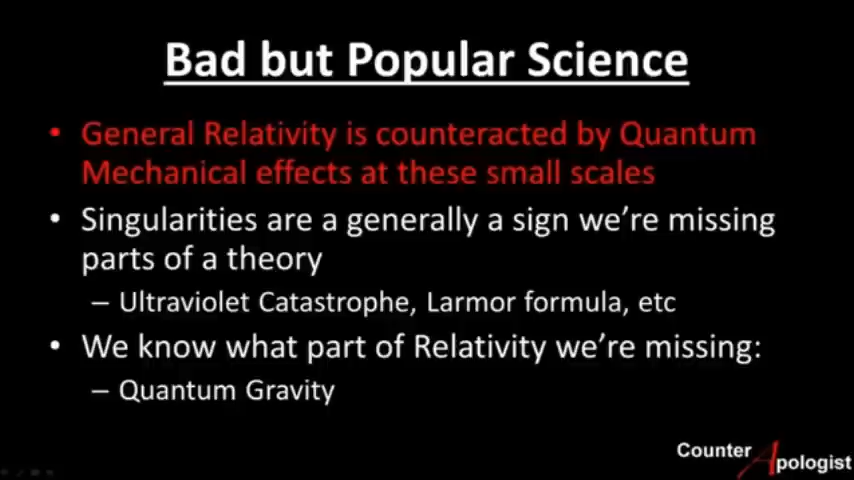 Bad but Popular Science
• General Relativity is counteracted by Quantum
Mechanical effects at these small scales
• Singularities are a generally a sign we're missing
parts of a theory
– Ultraviolet Catastrophe, Larmor formula, etc
• We know what part of Relativity we're missing:
– Quantum Gravity
Counter Apologist